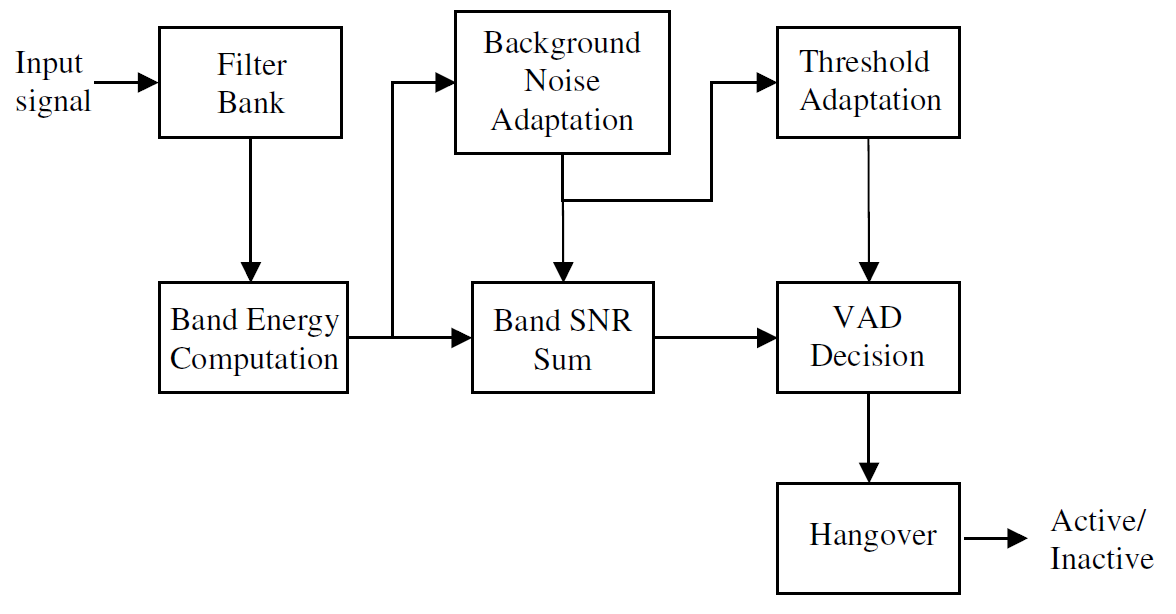 Input
signal
Filter
Bank
Background
Noise
Adaptation
Threshold
Adaptation
Band Energy
Computation
Band SNR
Sum
VAD
Decision
Hangover
Active/
Inactive